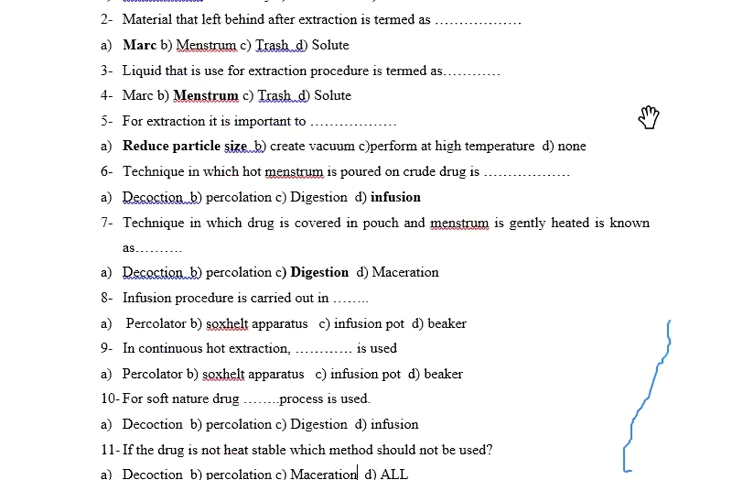 2- Material that left behind after extraction is termed as ………………
a) Marc b) Menstrum c) Trash d) Solute
3- Liquid that is use for extraction procedure is termed as…………
4- Marc b) Menstrum c) Trash d) Solute
5- For extraction it is important to ………………
a) Reduce particle size b) create vacuum c)perform at high temperature d) none
6- Technique in which hot menstrum is poured on crude drug is ………………
a) Decoction b) percolation c) Digestion d) infusion
7- Technique in which drug is covered in pouch and menstrum is gently heated is known
as……….
a) Decoction b) percolation c) Digestion d) Maceration
8- Infusion procedure is carried out in ……..
a) Percolator b) soxhelt apparatus c) infusion pot d) beaker
9- In continuous hot extraction, ………… is used
a) Percolator b) soxhelt apparatus c) infusion pot d) beaker
10- For soft nature drug ……..process is used.
a) Decoction b) percolation c) Digestion d) infusion
11- If the drug is not heat stable which method should not be used?
a) Decoction b) percolation c) Maceration d) ALL